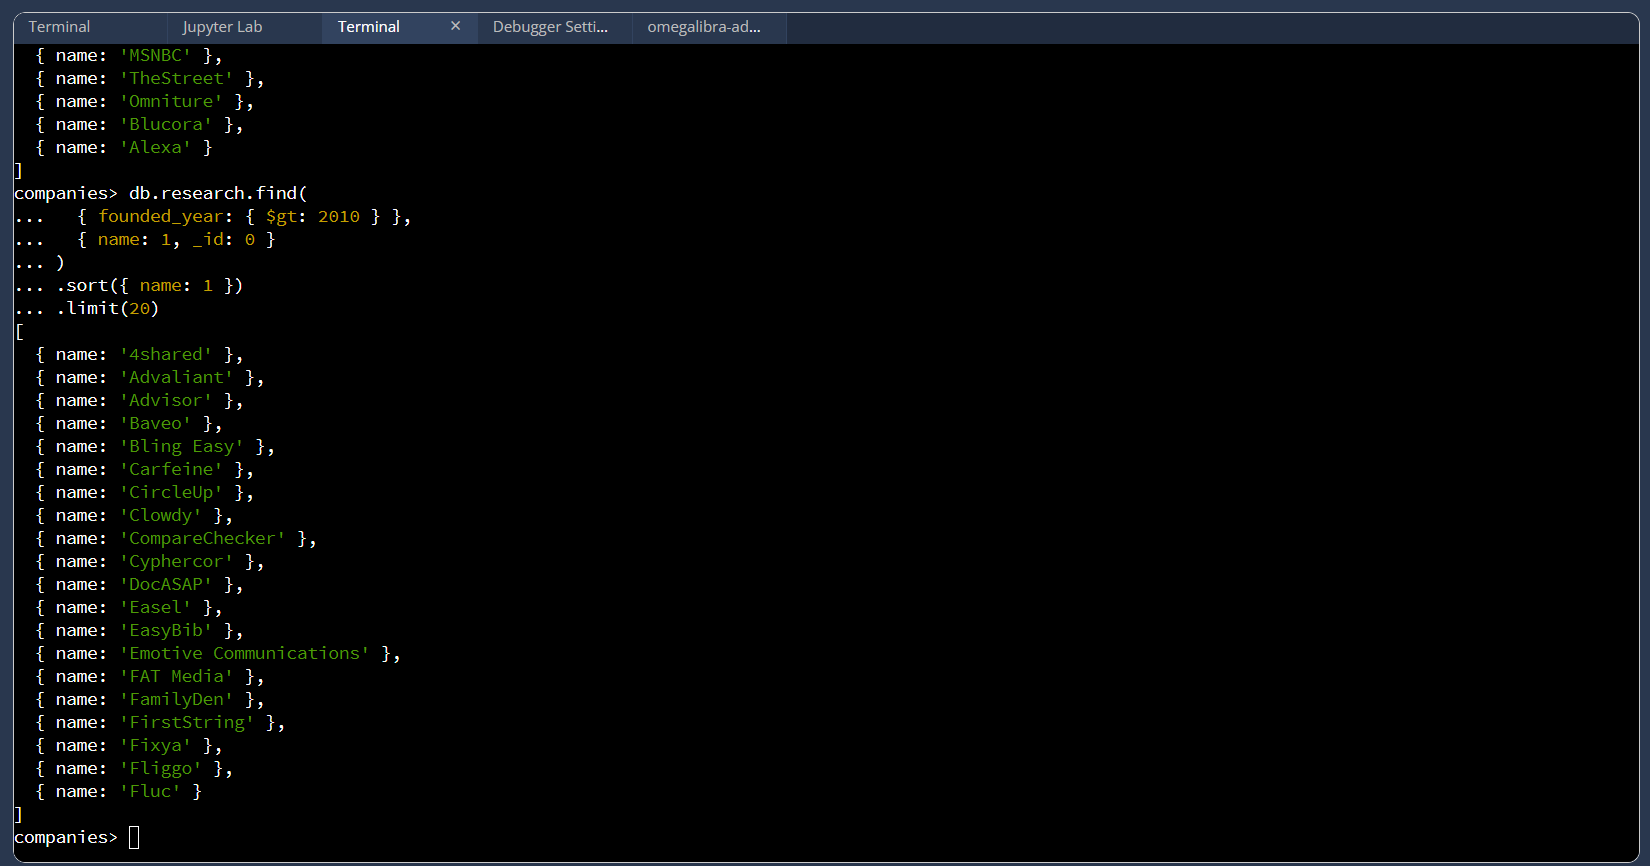 Terminal Jupyter Lab Terminal × Debugger Setti... omegalibra-ad...
{ name: 'MSNBC' },
{ name: 'TheStreet' },
{ name: 'Omniture' },
{ name: 'Blucora' },
{ name: 'Alexa' }
]
companies> db.research.find(
...   { founded_year: { $gt: 2010 } },
...   { name: 1, _id: 0 }
... )
... .sort({ name: 1 })
... .limit(20)
[
{ name: '4shared' },
{ name: 'Advaliant' },
{ name: 'Advisor' },
{ name: 'Baveo' },
{ name: 'Bling Easy' },
{ name: 'Carfeine' },
{ name: 'CircleUp' },
{ name: 'Clowdy' },
{ name: 'CompareChecker' },
{ name: 'Cyphercor' },
{ name: 'DocASAP' },
{ name: 'Easel' },
{ name: 'EasyBib' },
{ name: 'Emotive Communications' },
{ name: 'FAT Media' },
{ name: 'FamilyDen' },
{ name: 'FirstString' },
{ name: 'Fixya' },
{ name: 'Fliggo' },
{ name: 'Fluc' }
]
companies>